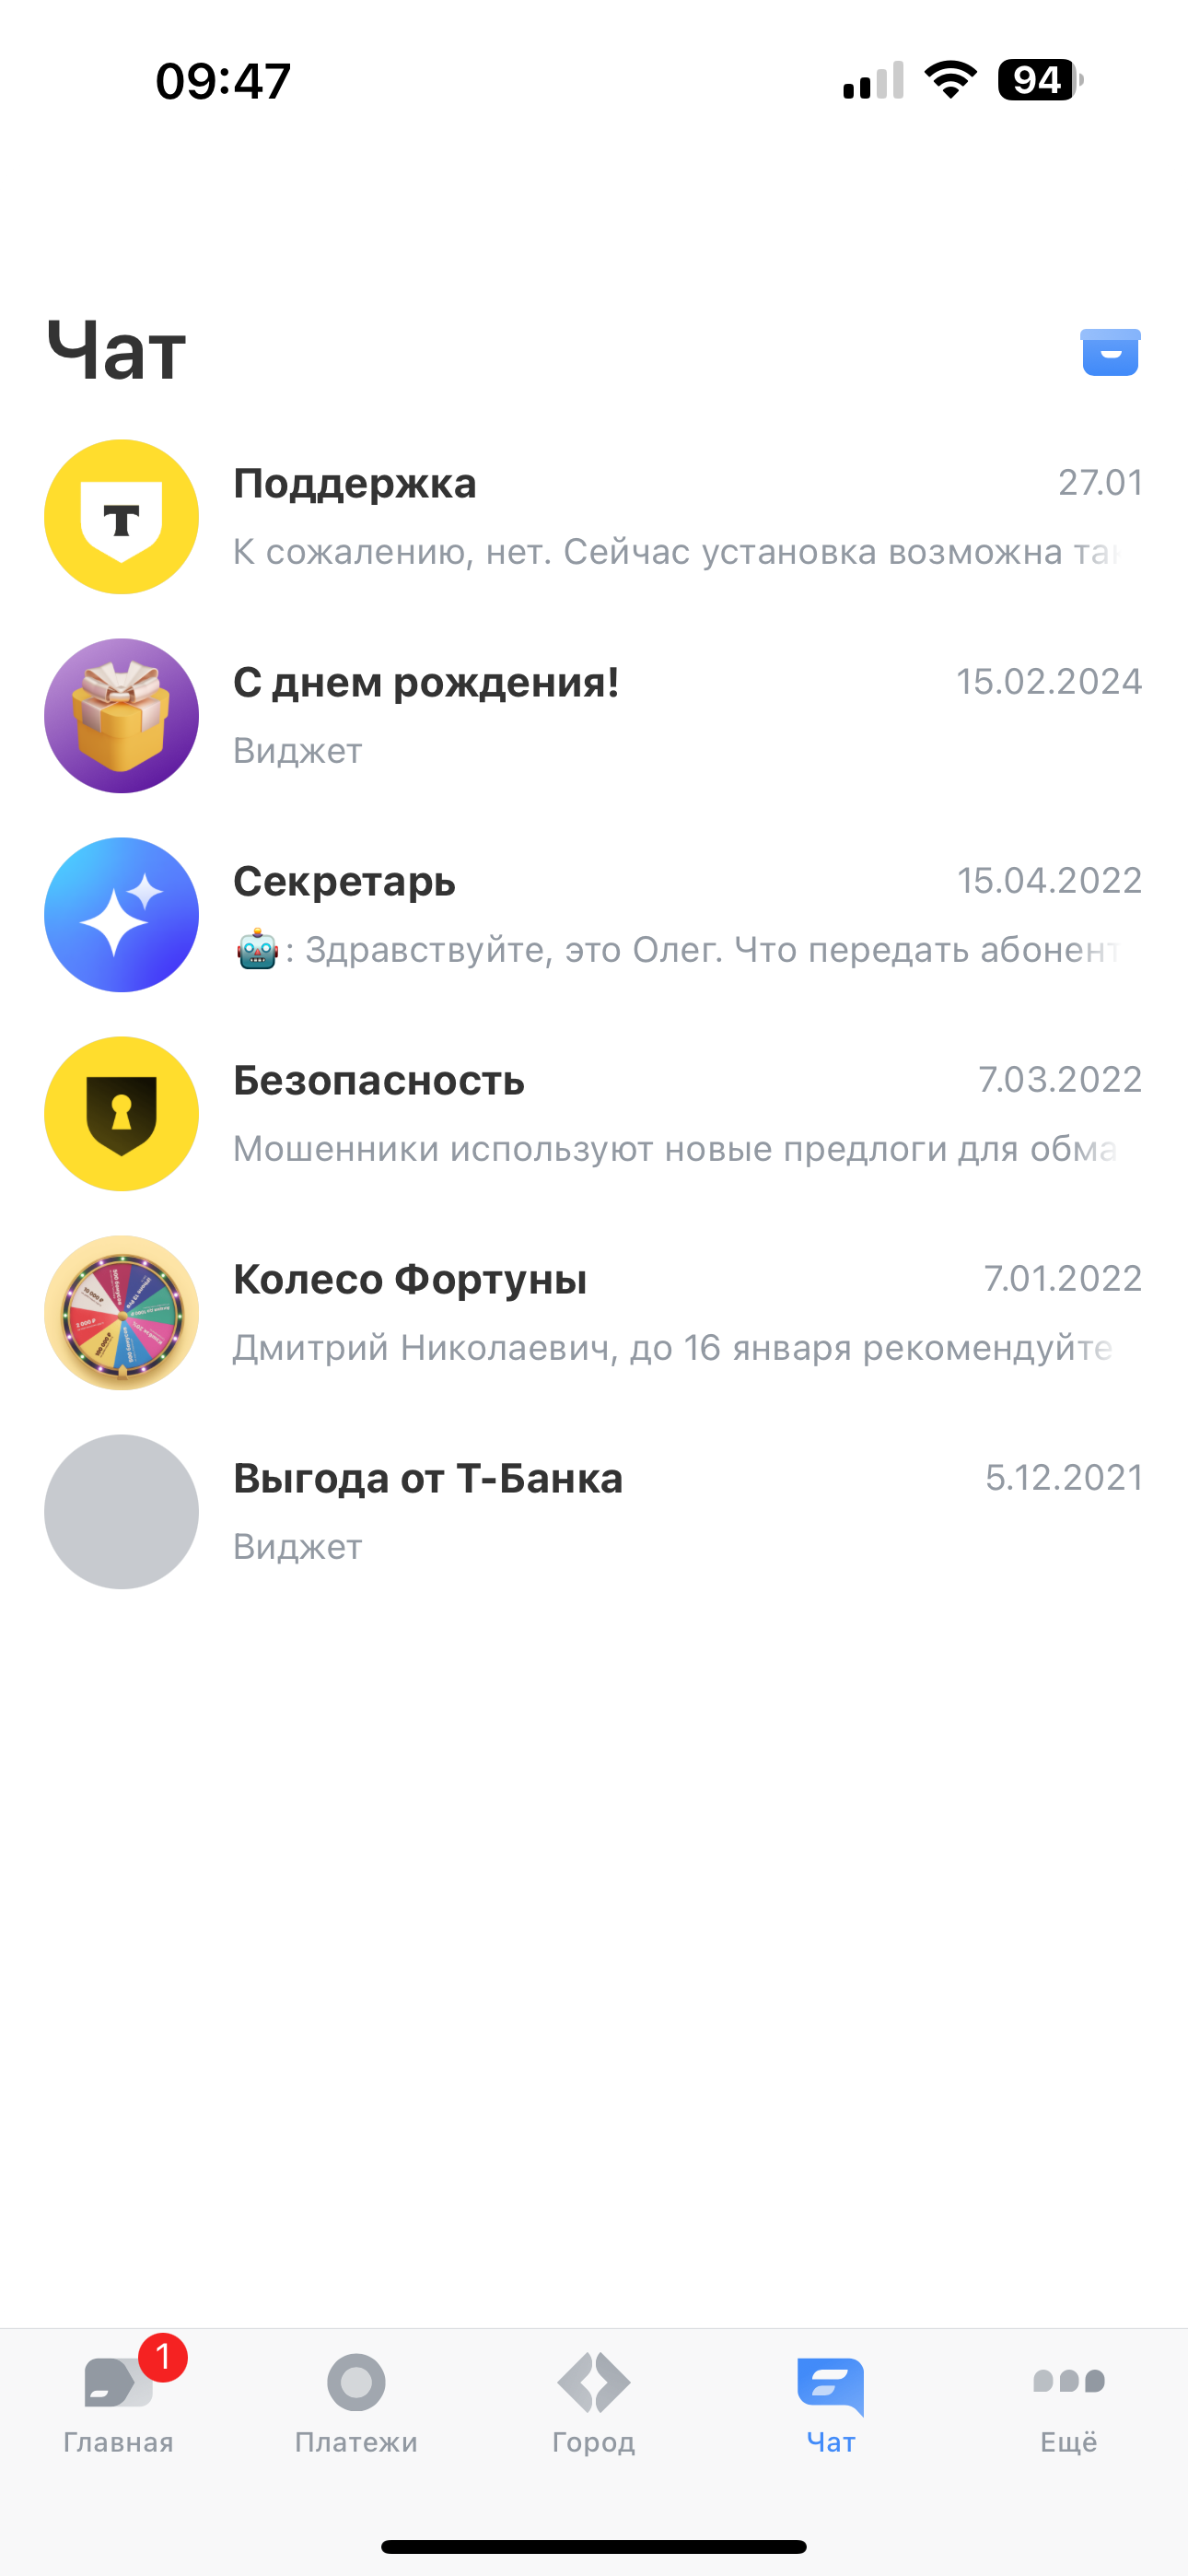 09:47
94
Чат
Поддержка
27.01
К сожалению, нет. Сейчас установка возможна
С днем рождения!
15.02.2024
Виджет
Секретарь
15.04.2022
🤖: Здравствуйте, это Олег. Что передать абонент
Безопасность
7.03.2022
Мошенники используют новые предлоги для обма
Колесо Фортуны
7.01.2022
Дмитрий Николаевич, до 16 января рекомендуйте
Выгода от Т-Банка
5.12.2021
Виджет
1
Главная
Платежи
Город
Чат
Ещё